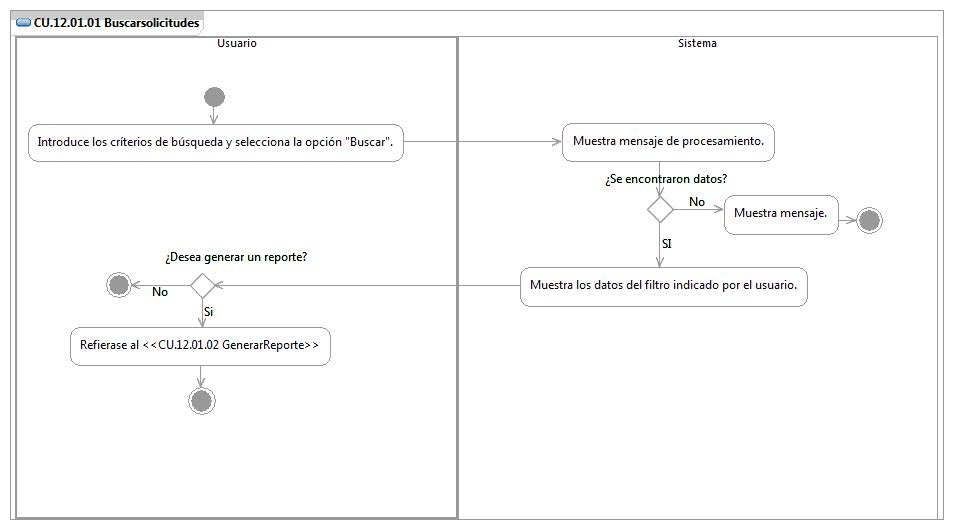 CU.12.01.01 Buscarsolicitudes
Usuario
Sistema
Introduce los críterios de búsqueda y selecciona la opción "Buscar".
Muestra mensaje de procesamiento.
¿Se encontraron datos?
No
Muestra mensaje.
SI
¿Desea generar un reporte?
Muestra los datos del filtro indicado por el usuario.
No
Si
Refierase al <<CU.12.01.02 GenerarReporte>>